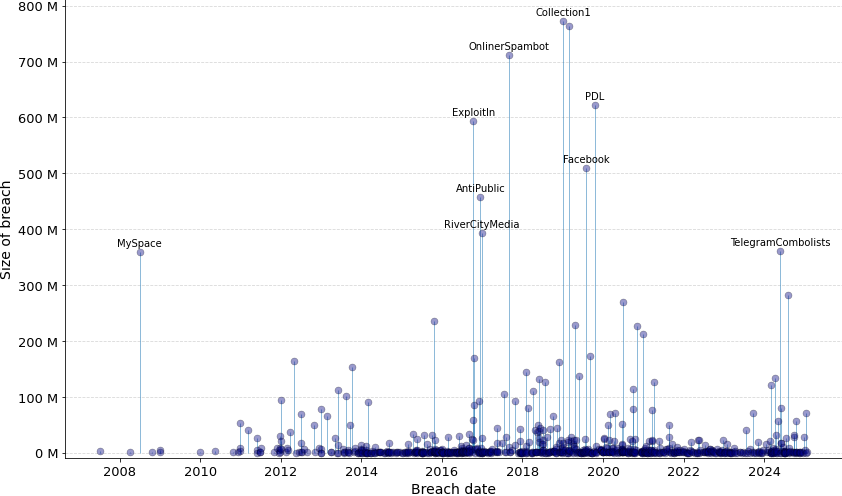 800 M
Collection1
OnlinerSpambot
700 M
PDL
600 M
ExploitIn
Facebook
500 M
AntiPublic
400 M
RiverCityMedia
MySpace
TelegramCombolists
Size of breach
300 M
200 M
100 M
0 M
2008 2010 2012 2014 2016 2018 2020 2022 2024
Breach date